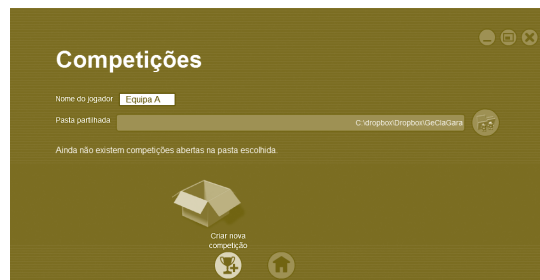 Competições
Nome do jogador Equipa A
Pasta partilhada C:\dropbox\Dropbox\GeClaGara
Ainda não existem competições abertas na pasta escolhida.
Criar nova
competição